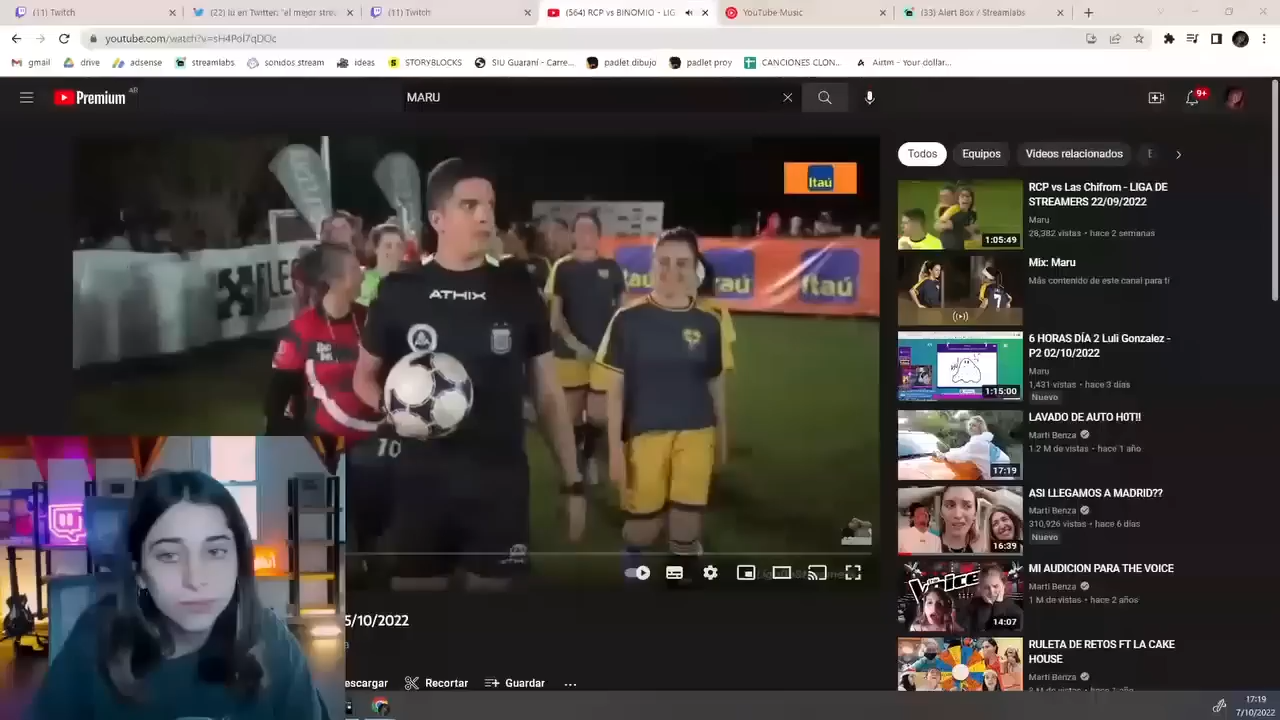 (11) Twitch
(22) lú en Twitter: "el mejor stre
(11) Twitch
(564) RCP vs BINOMIO - LIG
YouTube Music
(33) Alert Box / Streamlabs
gmail
drive
adsense
streamlabs
sonidos stream
ideas
STORYBLOCKS
SIU Guaraní - Carre...
padlet dibujo
padlet proy
CANCIONES CLON...
Airtm - Your dollar...
Premium
AR
MARU
9+
Itaú
ATHIX
10
Itaú
Todos
Equipos
Videos relacionados
RCP vs Las Chifrom - LIGA DE
STREAMERS 22/09/2022
Maru
28,382 vistas • hace 2 semanas
1:05:49
Mix: Maru
Más contenido de este canal para ti
7
6 HORAS DÍA 2 Luli Gonzalez -
P2 02/10/2022
Maru
1,431 vistas • hace 3 días
Nuevo
1:15:00
LAVADO DE AUTO H0T!!
Marti Benza
1.2 M de vistas • hace 1 año
17:19
ASI LLEGAMOS A MADRID??
Marti Benza
310,926 vistas • hace 6 días
Nuevo
16:39
MI AUDICION PARA THE VOICE
Marti Benza
1 M de vistas • hace 2 años
14:07
RULETA DE RETOS FT LA CAKE
HOUSE
Marti Benza
5/10/2022
escargar
Recortar
Guardar
...
17:19
7/10/2022